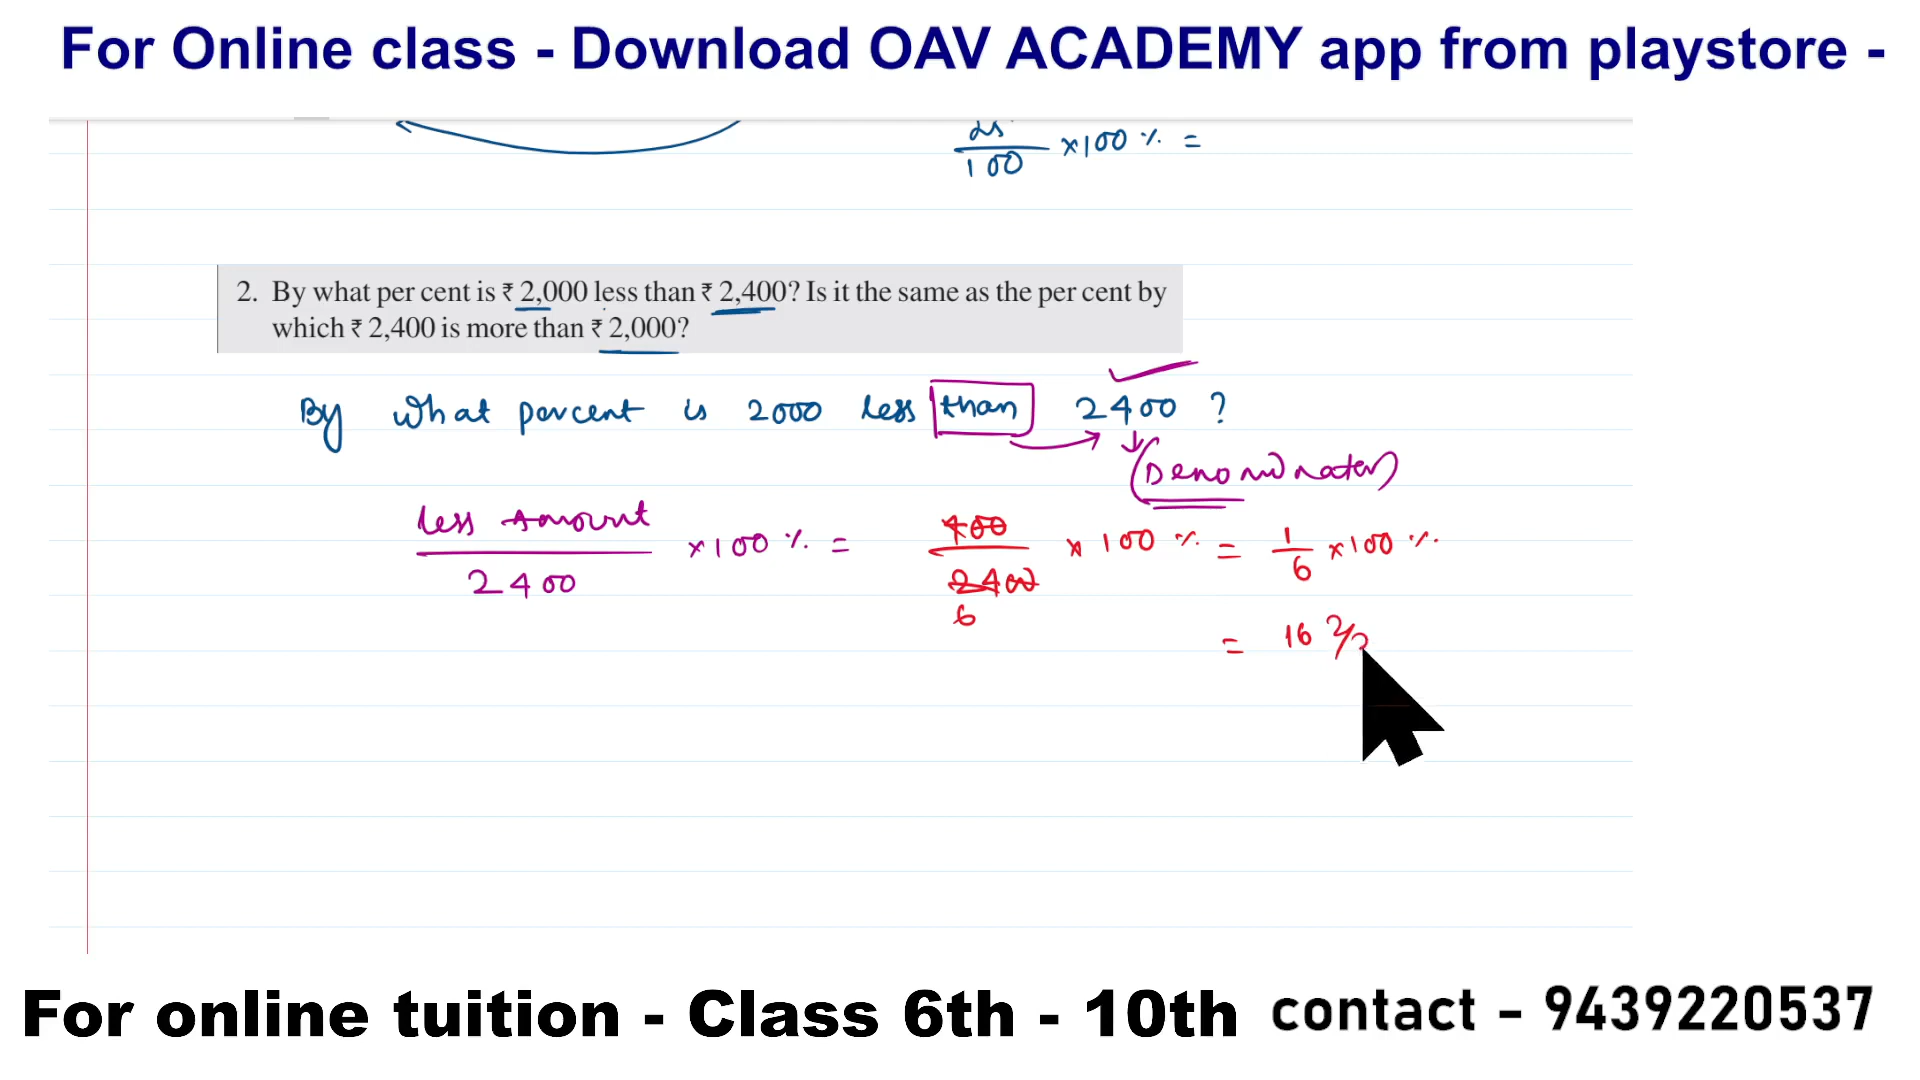 For Online class - Download OAV ACADEMY app from playstore -
25
100 ×100 % =
2. By what per cent is ₹ 2,000 less than ₹ 2,400? Is it the same as the per cent by
which ₹ 2,400 is more than ₹ 2,000?
By what percent is 2000 less than 2400 ?
(Denominator)
less Amount
2400 ×100 % = 400
2400 × 100 % = 1
6 ×100 %
6
= 16 2/3
For online tuition - Class 6th - 10th contact - 9439220537